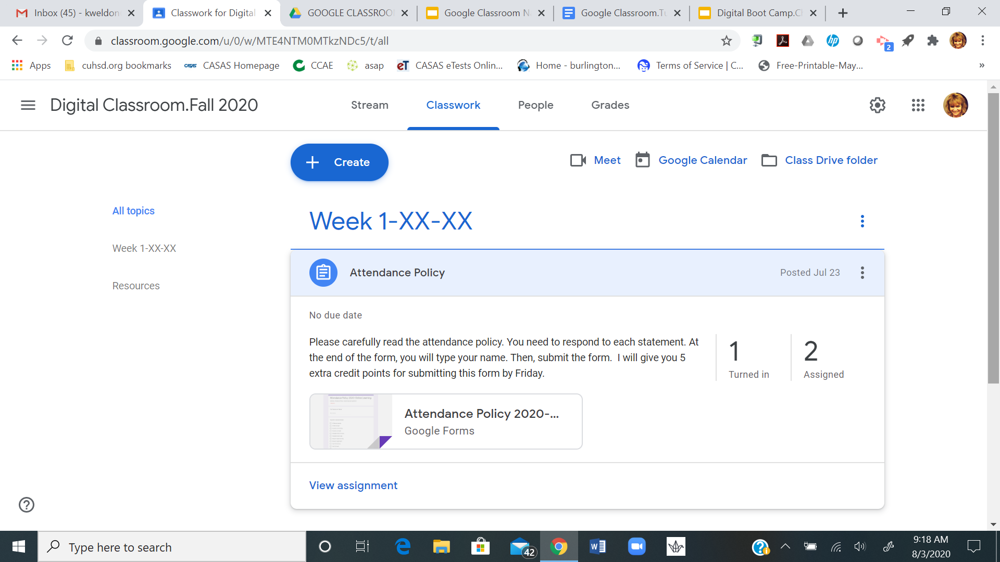 Inbox (45) - kweldon
Classwork for Digital
GOOGLE CLASSROO
Google Classroom N
Google Classroom.Tu
Digital Boot Camp.C
classroom.google.com/u/0/w/MTE4NTM0MTkzNDc5/t/all
2
Apps
cuhsd.org bookmarks
CASAS Homepage
CCAE
asap
CASAS eTests Onlin...
Home - burlington...
Terms of Service | C...
Free-Printable-May...
»
Digital Classroom.Fall 2020
Stream
Classwork
People
Grades
Create
Meet
Google Calendar
Class Drive folder
All topics
Week 1-XX-XX
Resources
Week 1-XX-XX
Attendance Policy
Posted Jul 23
No due date
Please carefully read the attendance policy. You need to respond to each statement. At
the end of the form, you will type your name. Then, submit the form.  I will give you 5
extra credit points for submitting this form by Friday.
1
Turned in
2
Assigned
Attendance Policy 2020-...
Google Forms
View assignment
Type here to search
42
9:18 AM
8/3/2020